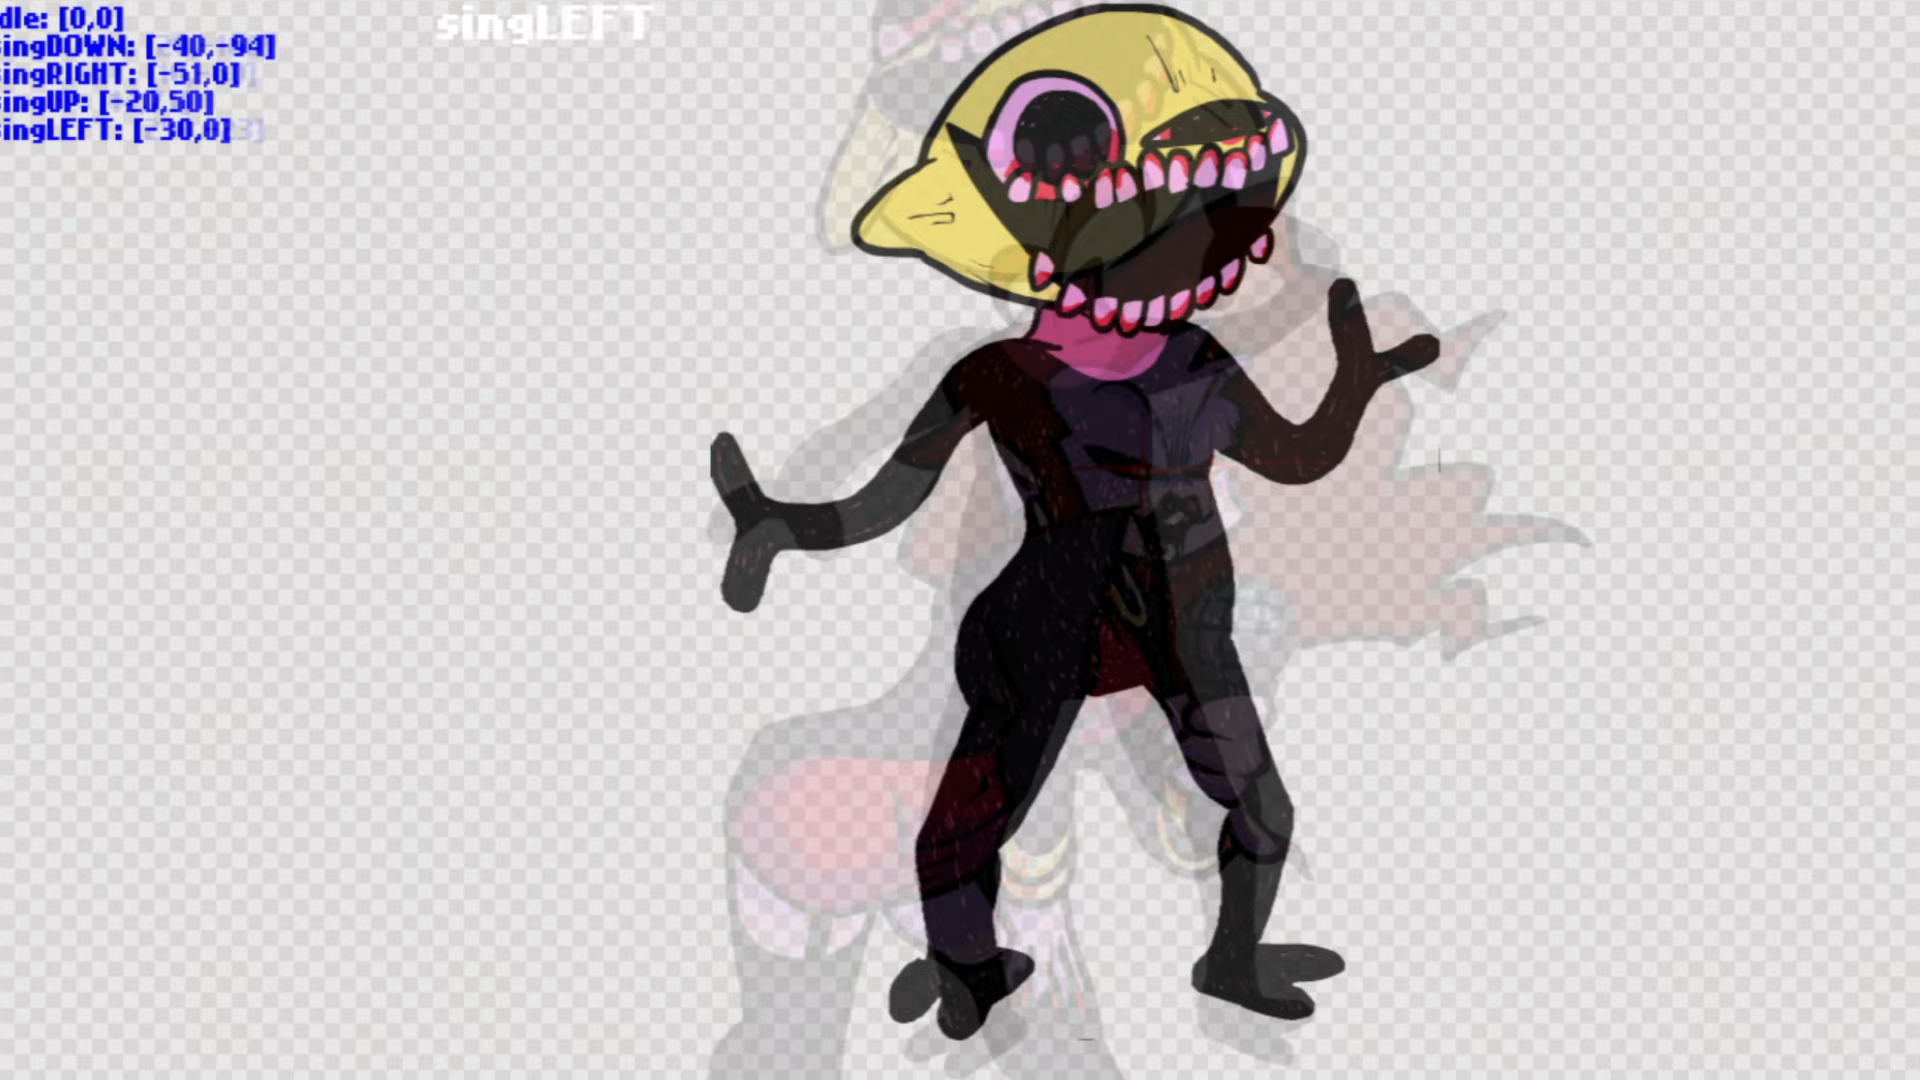 dle: [0,0]
singLEFT
singDOWN: [-40,-94]
singRIGHT: [-51,0]
singUP: [-20,50]
singLEFT: [-30,0]